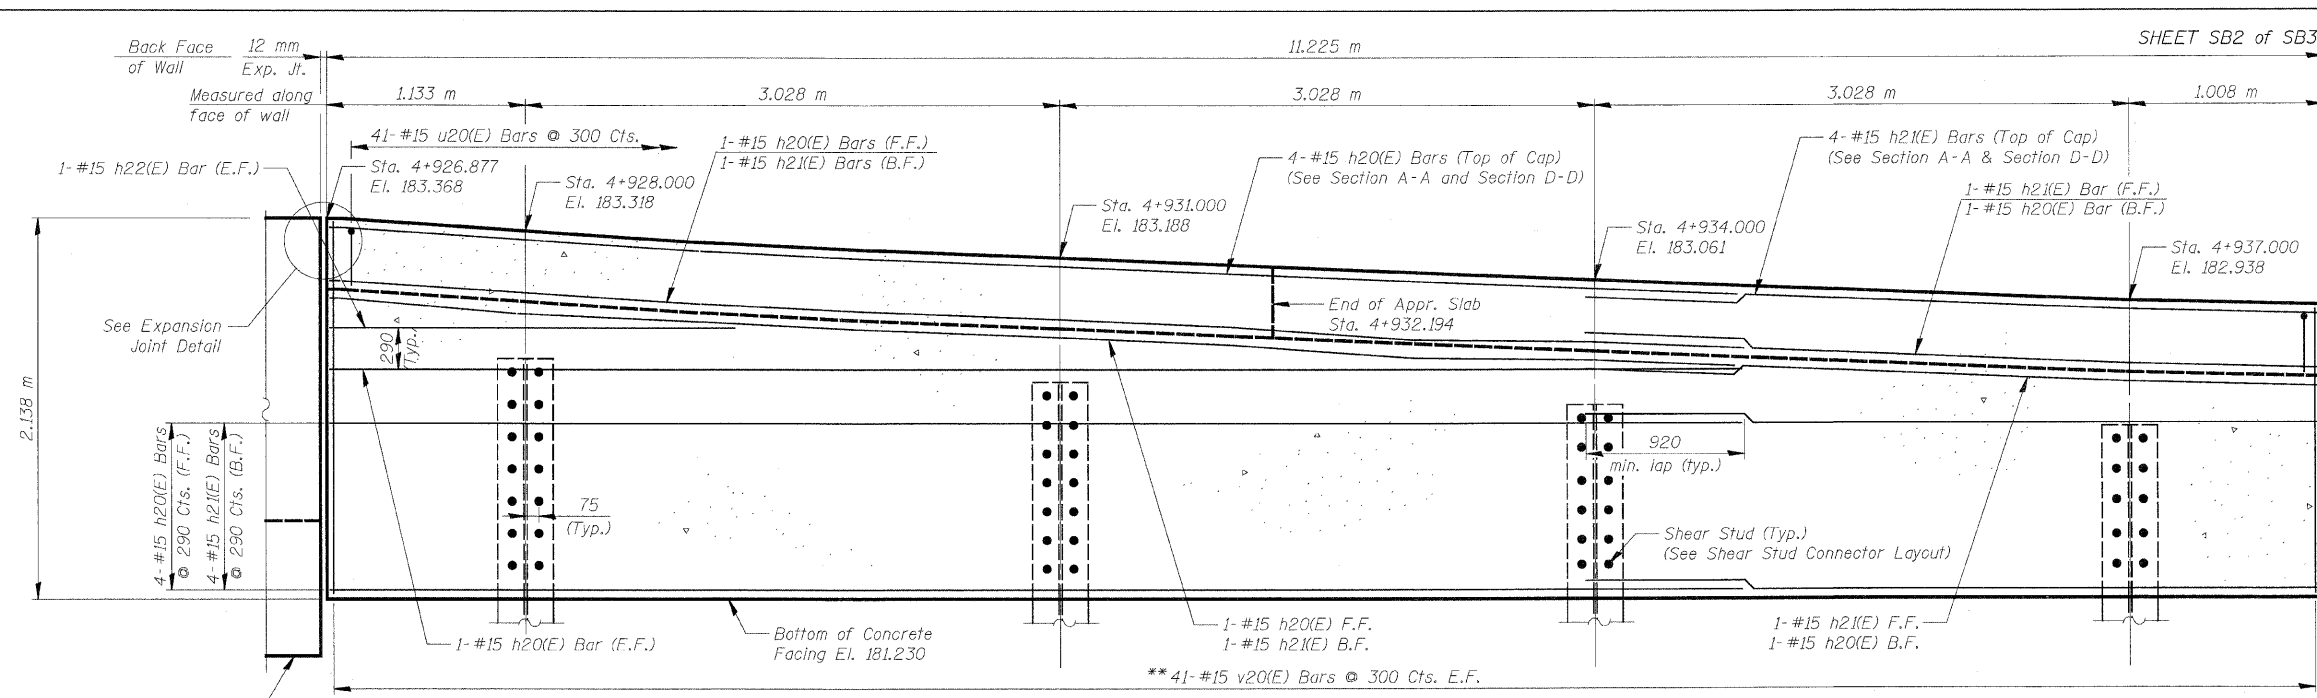 SHEET SB2 of SB3
Back Face
of Wall
12 mm
Exp. Jt.
11.225 m
Measured along
face of wall
1.133 m
3.028 m
3.028 m
3.028 m
1.008 m
41-#15 u20(E) Bars @ 300 Cts.
1-#15 h20(E) Bars (F.F.)
1-#15 h21(E) Bars (B.F.)
4-#15 h21(E) Bars (Top of Cap)
(See Section A-A & Section D-D)
1-#15 h22(E) Bar (E.F.)
Sta. 4+926.877
El. 183.368
Sta. 4+928.000
El. 183.318
4-#15 h20(E) Bars (Top of Cap)
(See Section A-A and Section D-D)
1-#15 h21(E) Bar (F.F.)
1-#15 h20(E) Bar (B.F.)
Sta. 4+931.000
El. 183.188
Sta. 4+934.000
El. 183.061
Sta. 4+937.000
El. 182.938
See Expansion
Joint Detail
End of Appr. Slab
Sta. 4+932.194
290
(Typ.)
2.138 m
4-#15 h20(E) Bars
@ 290 Cts. (F.F.)
4-#15 h21(E) Bars
@ 290 Cts. (B.F.)
920
min. lap (typ.)
75
(Typ.)
Shear Stud (Typ.)
(See Shear Stud Connector Layout)
1-#15 h20(E) Bar (E.F.)
Bottom of Concrete
Facing El. 181.230
1-#15 h20(E) F.F.
1-#15 h21(E) B.F.
1-#15 h21(E) F.F.
1-#15 h20(E) B.F.
**41-#15 v20(E) Bars @ 300 Cts. E.F.